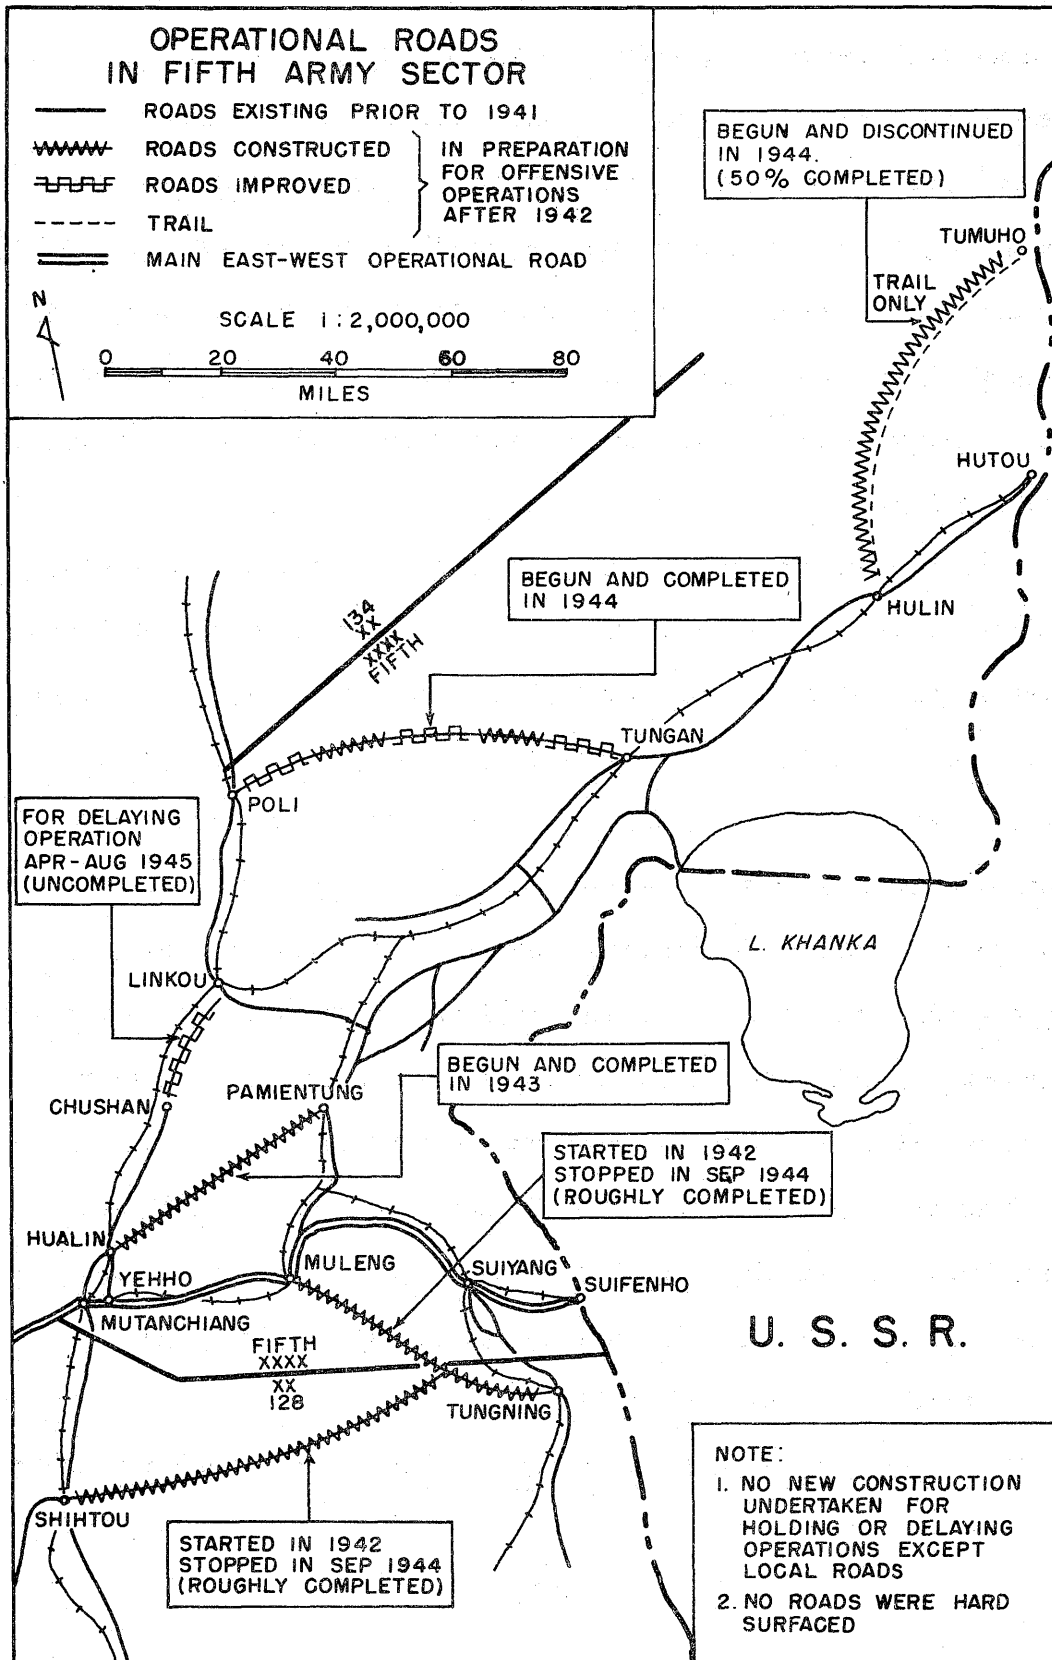 OPERATIONAL ROADS
IN FIFTH ARMY SECTOR
ROADS EXISTING PRIOR TO 1941
ROADS CONSTRUCTED
ROADS IMPROVED
TRAIL
IN PREPARATION
FOR OFFENSIVE
OPERATIONS
AFTER 1942
MAIN EAST-WEST OPERATIONAL ROAD
N
SCALE 1:2,000,000
0 20 40 60 80
MILES
BEGUN AND DISCONTINUED
IN 1944.
(50% COMPLETED)
TUMUHO
TRAIL
ONLY
HUTOU
BEGUN AND COMPLETED
IN 1944
HULIN
134
XX
XXXX
FIFTH
TUNGAN
POLI
FOR DELAYING
OPERATION
APR-AUG 1945
(UNCOMPLETED)
L. KHANKA
LINKOU
BEGUN AND COMPLETED
IN 1943
PAMIENTUNG
CHUSHAN
STARTED IN 1942
STOPPED IN SEP 1944
(ROUGHLY COMPLETED)
HUALIN
MULENG
SUIYANG
YEHHO
SUIFENHO
MUTANCHIANG
U. S. S. R.
FIFTH
XXXX
XX
128
TUNGNING
SHIHTOU
STARTED IN 1942
STOPPED IN SEP 1944
(ROUGHLY COMPLETED)
NOTE:
1. NO NEW CONSTRUCTION
UNDERTAKEN FOR
HOLDING OR DELAYING
OPERATIONS EXCEPT
LOCAL ROADS
2. NO ROADS WERE HARD
SURFACED